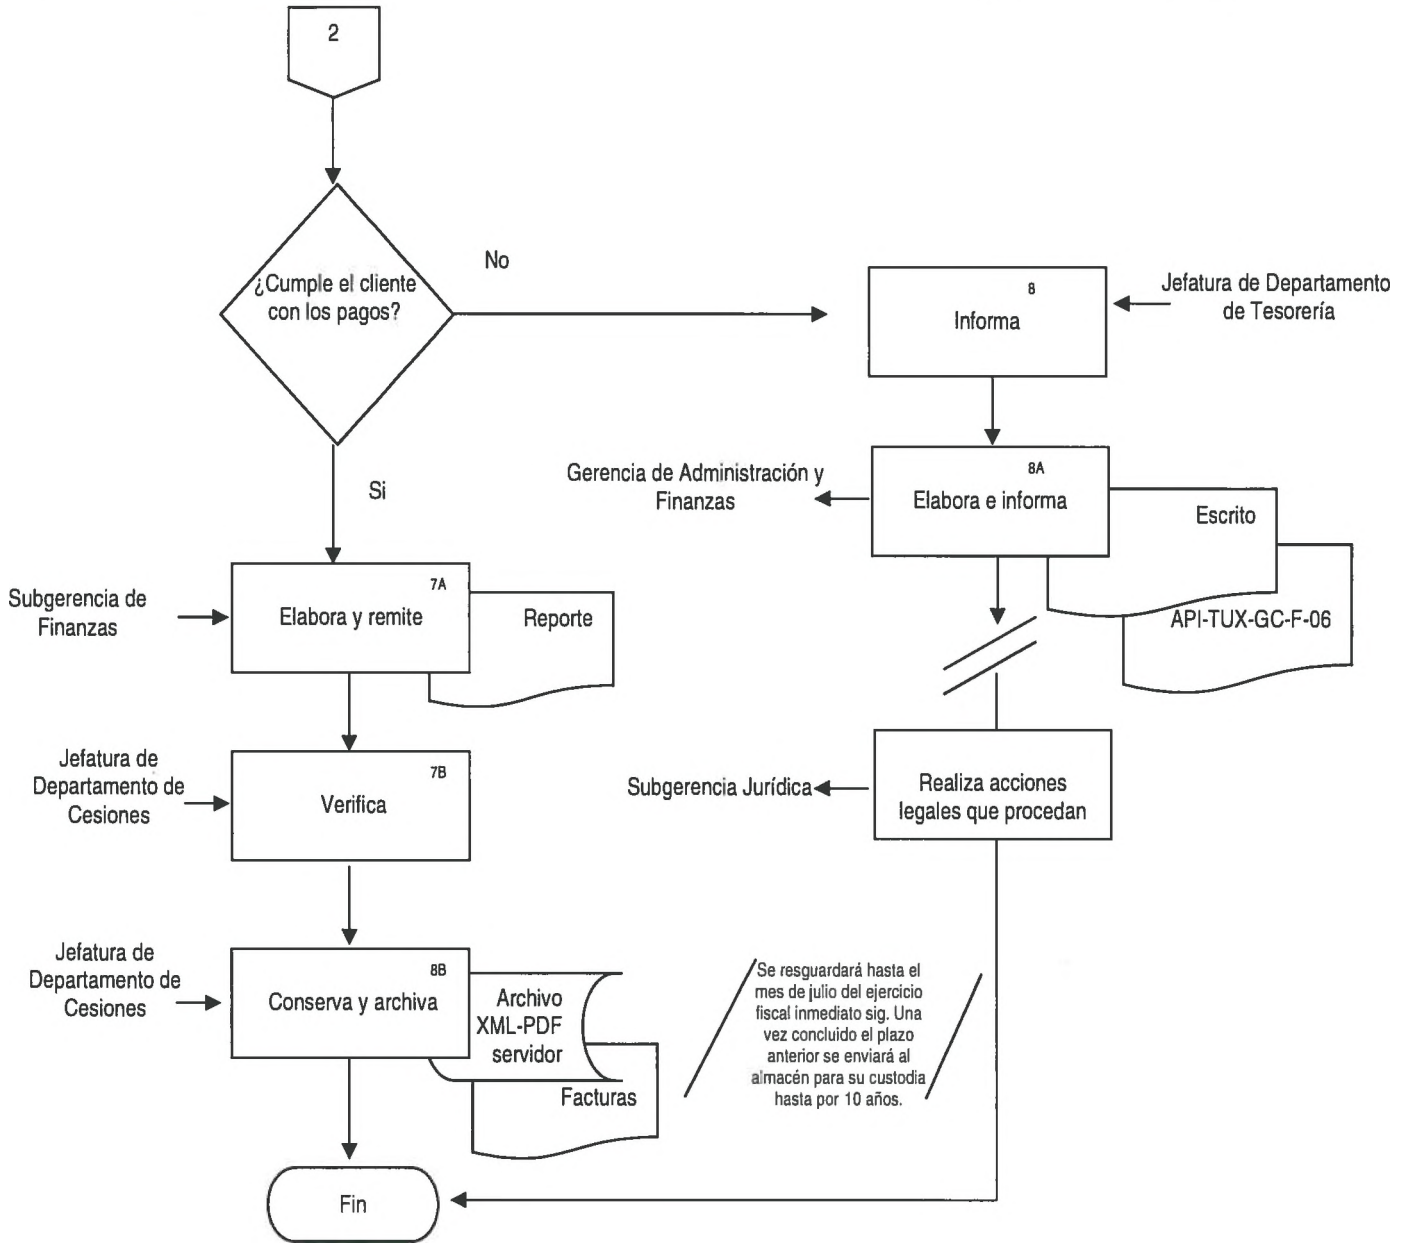 2
¿Cumple el cliente
con los pagos?
No
Si
8
Informa
Jefatura de Departamento
de Tesorería
8A
Elabora e informa
Gerencia de Administración y
Finanzas
Escrito
API-TUX-GC-F-06
7A
Elabora y remite
Subgerencia de
Finanzas
Reporte
7B
Verifica
Jefatura de
Departamento de
Cesiones
Realiza acciones
legales que procedan
Subgerencia Jurídica
8B
Conserva y archiva
Jefatura de
Departamento de
Cesiones
Archivo
XML-PDF
servidor
Facturas
Se resguardará hasta el
mes de julio del ejercicio
fiscal inmediato sig. Una
vez concluido el plazo
anterior se enviará al
almacén para su custodia
hasta por 10 años.
Fin